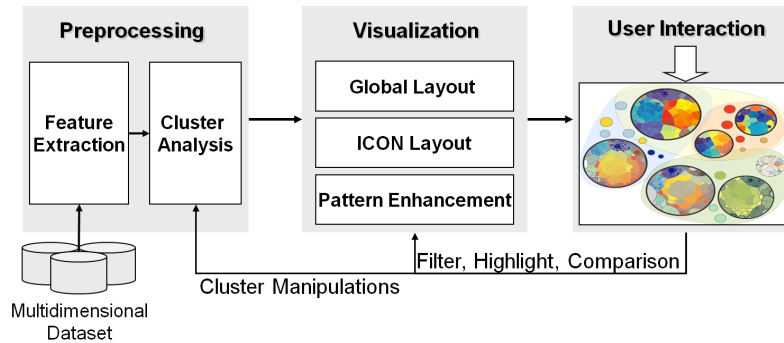 Preprocessing
Visualization
User Interaction
Feature
Extraction
Cluster
Analysis
Global Layout
ICON Layout
Pattern Enhancement
Filter, Highlight, Comparison
Cluster Manipulations
Multidimensional
Dataset